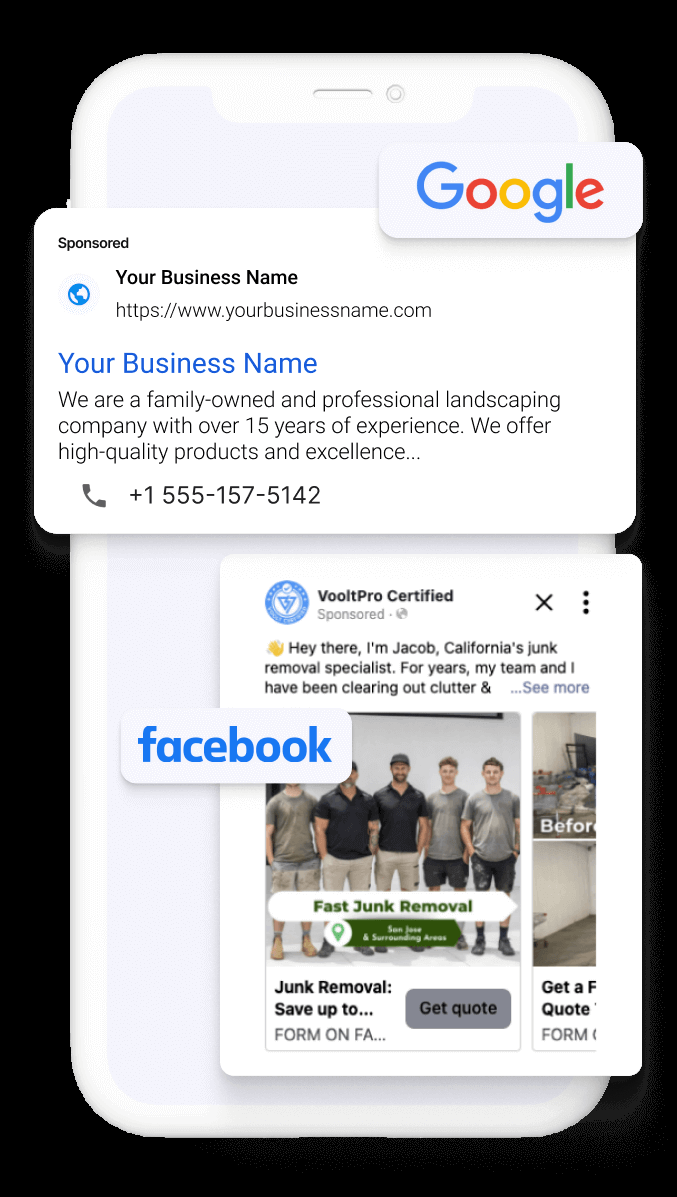 Google
Sponsored
Your Business Name
https://www.yourbusinessname.com
Your Business Name
We are a family-owned and professional landscaping
company with over 15 years of experience. We offer
high-quality products and excellence...
+1 555-157-5142
VooltPro Certified
Sponsored ·
👋 Hey there, I'm Jacob, California's junk
removal specialist. For years, my team and I
have been clearing out clutter & ...See more
facebook
Befor
Fast Junk Removal
San Jose
& Surrounding Areas
Junk Removal:
Save up to...
FORM ON FA...
Get quote
Get a F
Quote
FORM